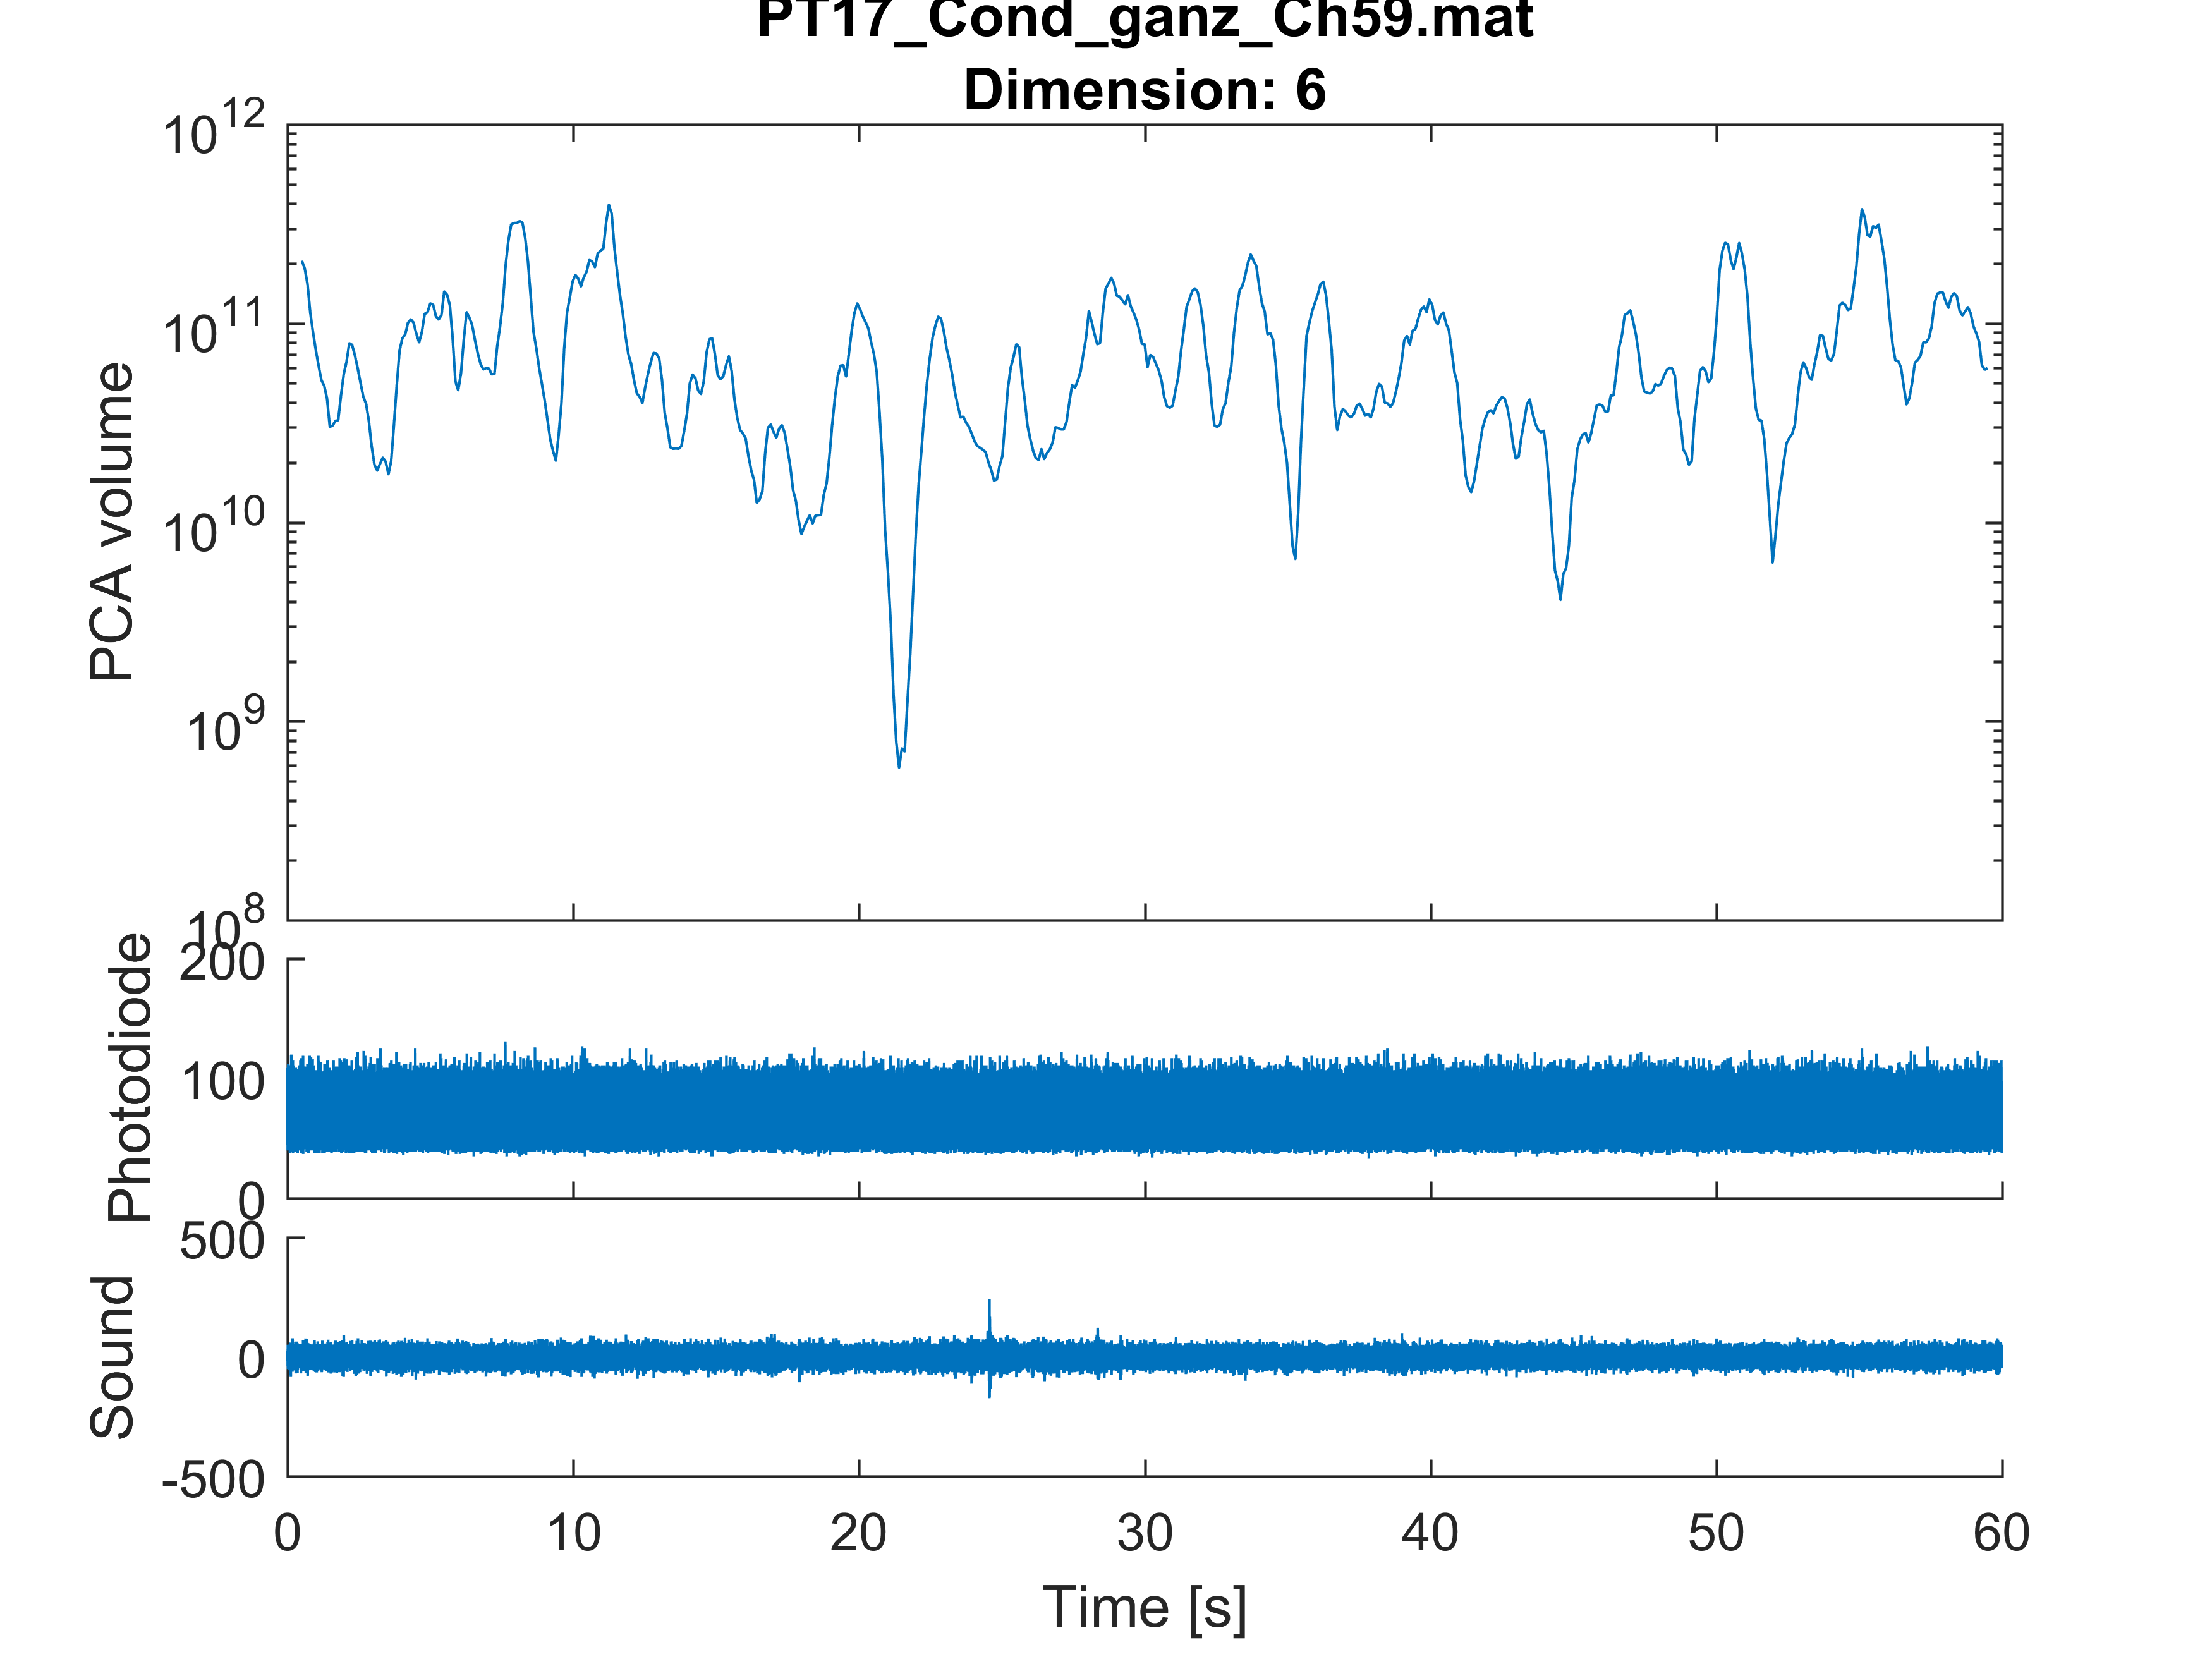 PT17_Cond_ganz_Ch59.mat
Dimension: 6
10^12
10^11
10^10
10^9
10^8
PCA volume
200
100
0
Photodiode
500
0
-500
Sound
0 10 20 30 40 50 60
Time [s]